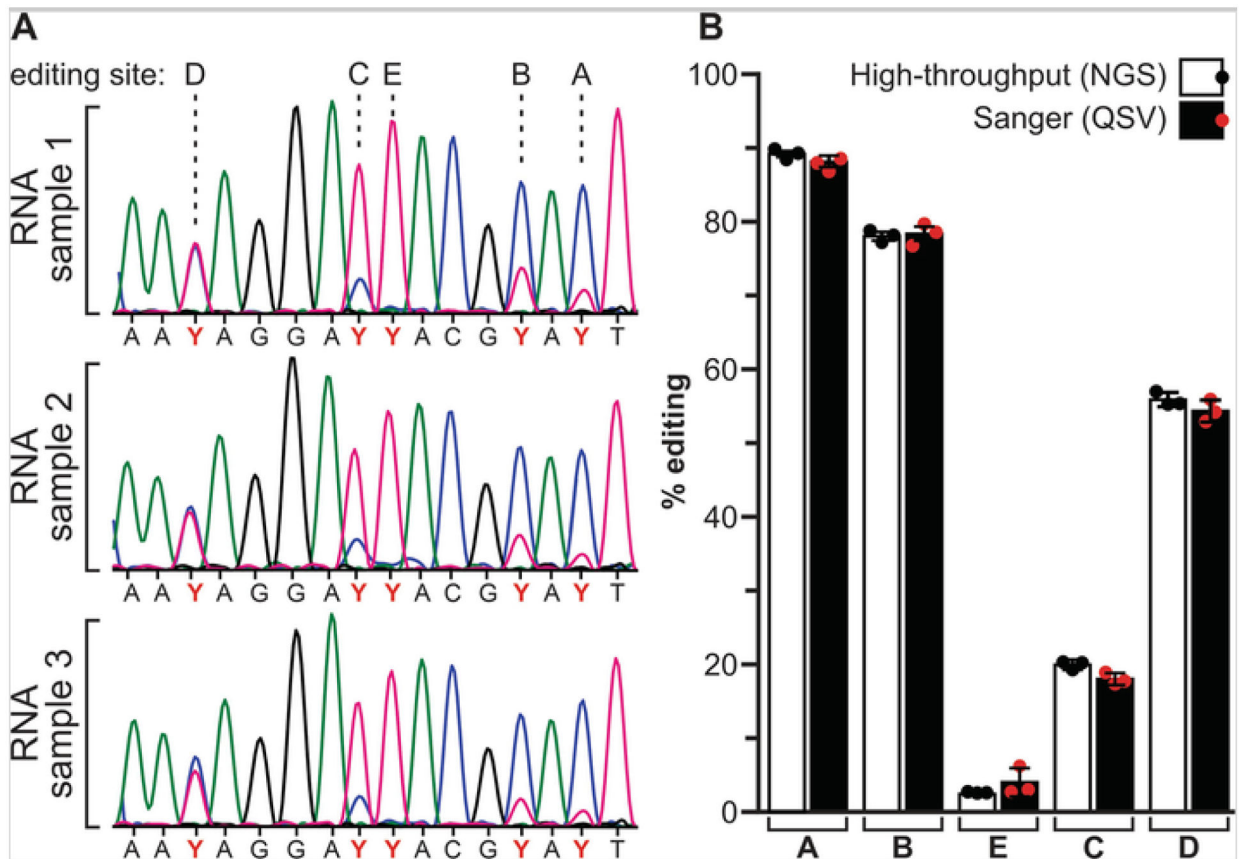 A
editing site: D C E B A
RNA
sample 1
A A Y A G G A Y Y A C G Y A Y T
RNA
sample 2
A A Y A G G A Y Y A C G Y A Y T
RNA
sample 3
A A Y A G G A Y Y A C G Y A Y T
B
High-throughput (NGS)
Sanger (QSV)
% editing
100
80
60
40
20
0
A B E C D